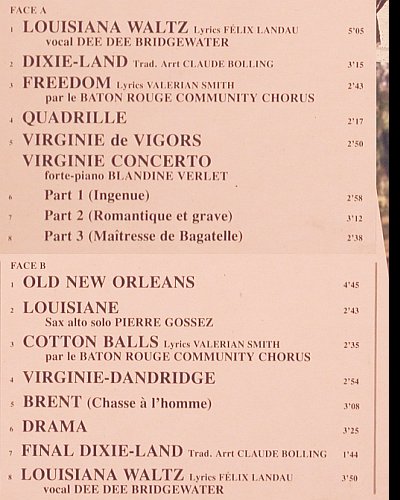 FACE A
1 LOUISIANA WALTZ Lyrics FÉLIX LANDAU 5'05
vocal DEE DEE BRIDGEWATER
2 DIXIE-LAND Trad. Arrt CLAUDE BOLLING 3'15
3 FREEDOM Lyrics VALERIAN SMITH 2'43
par le BATON ROUGE COMMUNITY CHORUS
4 QUADRILLE 2'17
5 VIRGINIE de VIGORS 2'50
VIRGINIE CONCERTO
forte-piano BLANDINE VERLET
6 Part 1 (Ingenue) 2'58
7 Part 2 (Romantique et grave) 3'12
8 Part 3 (Maîtresse de Bagatelle) 2'38
FACE B
1 OLD NEW ORLEANS 4'45
2 LOUISIANE 2'43
Sax alto solo PIERRE GOSSEZ
3 COTTON BALLS Lyrics VALERIAN SMITH 2'35
par le BATON ROUGE COMMUNITY CHORUS
4 VIRGINIE-DANDRIDGE 2'54
5 BRENT (Chasse à l'homme) 3'08
6 DRAMA 3'25
7 FINAL DIXIE-LAND Trad. Arrt CLAUDE BOLLING 1'44
8 LOUISIANA WALTZ Lyrics FÉLIX LANDAU 3'50
vocal DEE DEE BRIDGEWATER